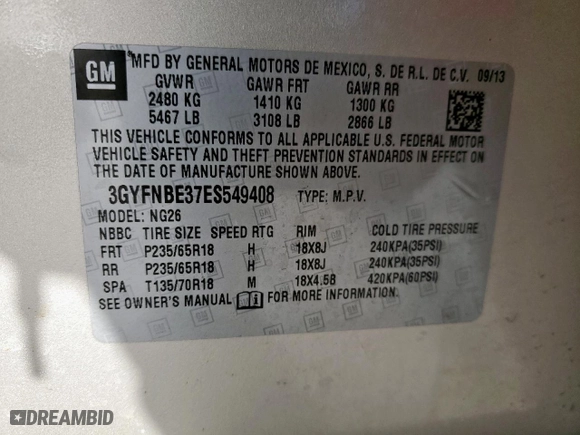 GM
MFD BY GENERAL MOTORS DE MEXICO, S. DE R.L. DE C.V. 09/13
GVWR GAWR FRT GAWR RR
2480 KG 1410 KG 1300 KG
5467 LB 3108 LB 2866 LB
THIS VEHICLE CONFORMS TO ALL APPLICABLE U.S. FEDERAL MOTOR
VEHICLE SAFETY AND THEFT PREVENTION STANDARDS IN EFFECT ON
THE DATE OF MANUFACTURE SHOWN ABOVE.
3GYFNBE37ES549408 TYPE: M.P.V.
MODEL: NG26
NBBC TIRE SIZE SPEED RTG RIM COLD TIRE PRESSURE
FRT P235/65R18 H 18X8J 240KPA(35PSI)
RR P235/65R18 H 18X8J 240KPA(35PSI)
SPA T135/70R18 M 18X4.5B 420KPA(60PSI)
SEE OWNER'S MANUAL FOR MORE INFORMATION.
DREAMBID